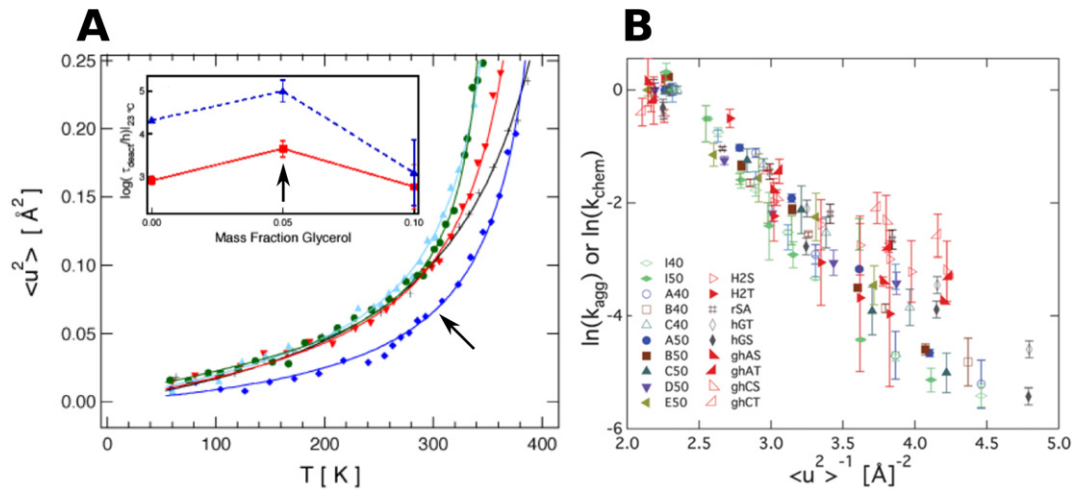 A
B
<u²> [Å²]
0.25
0.20
0.15
0.10
0.05
0.00
0
100
200
300
400
T [ K ]
log( τdeact/h)|23 °C
5
4
3
0.00
0.05
0.10
Mass Fraction Glycerol
ln(kagg) or ln(kchem)
0
-2
-4
-6
2.0
2.5
3.0
3.5
4.0
4.5
5.0
<u²>⁻¹ [Å]⁻²
I40
I50
A40
B40
C40
A50
B50
C50
D50
E50
H2S
H2T
rSA
hGT
hGS
ghAS
ghAT
ghCS
ghCT